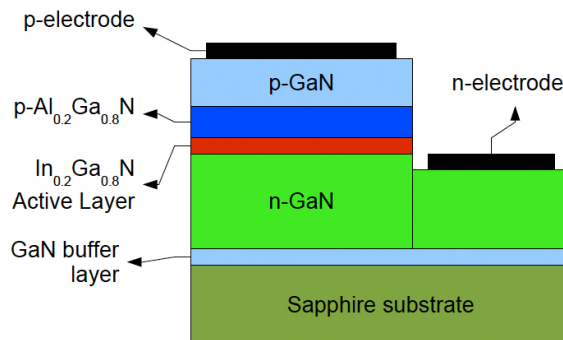 p-electrode
p-GaN
n-electrode
p-Al0.2Ga0.8N
In0.2Ga0.8N
Active Layer
n-GaN
GaN buffer
layer
Sapphire substrate